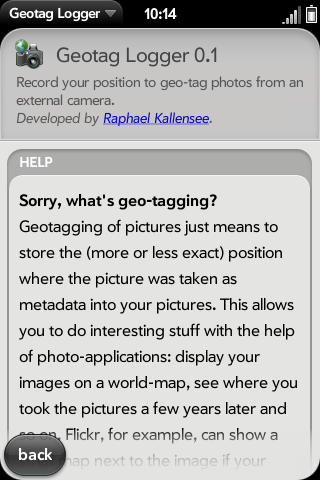 Geotag Logger 10:14
Geotag Logger 0.1
Record your position to geo-tag photos from an
external camera.
Developed by Raphael Kallensee.
HELP
Sorry, what's geo-tagging?
Geotagging of pictures just means to
store the (more or less exact) position
where the picture was taken as
metadata into your pictures. This allows
you to do interesting stuff with the help
of photo-applications: display your
images on a world-map, see where you
took the pictures a few years later and
so on. Flickr, for example, can show a
map next to the image if your
back